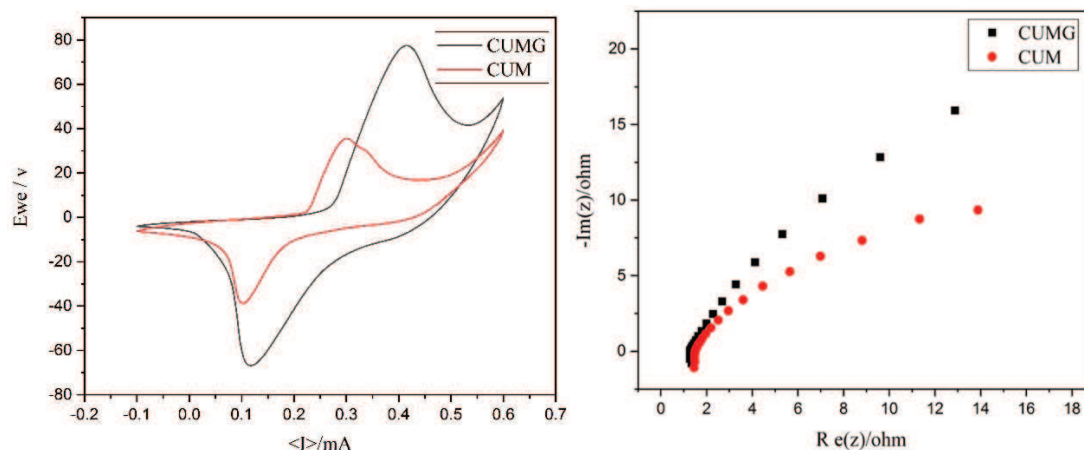 80
60
40
20
0
-20
-40
-60
-80
Ewe / v
CUMG
CUM
-0.2 -0.1 0.0 0.1 0.2 0.3 0.4 0.5 0.6 0.7
<I>/mA
20
15
10
5
0
-Im(z)/ohm
CUMG
CUM
0 2 4 6 8 10 12 14 16 18
R e(z)/ohm